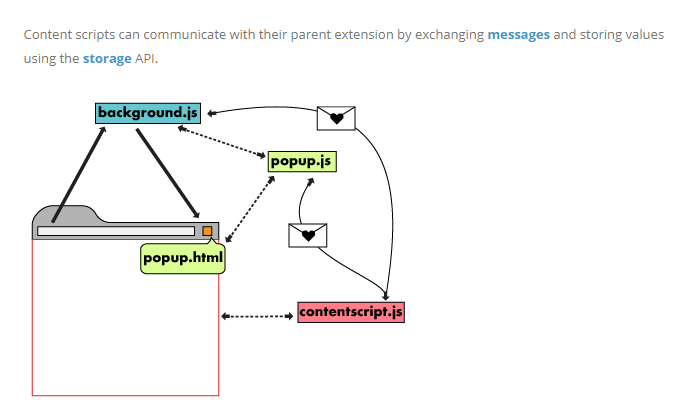 Content scripts can communicate with their parent extension by exchanging messages and storing values
using the storage API.
background.js
popup.js
popup.html
contentscript.js